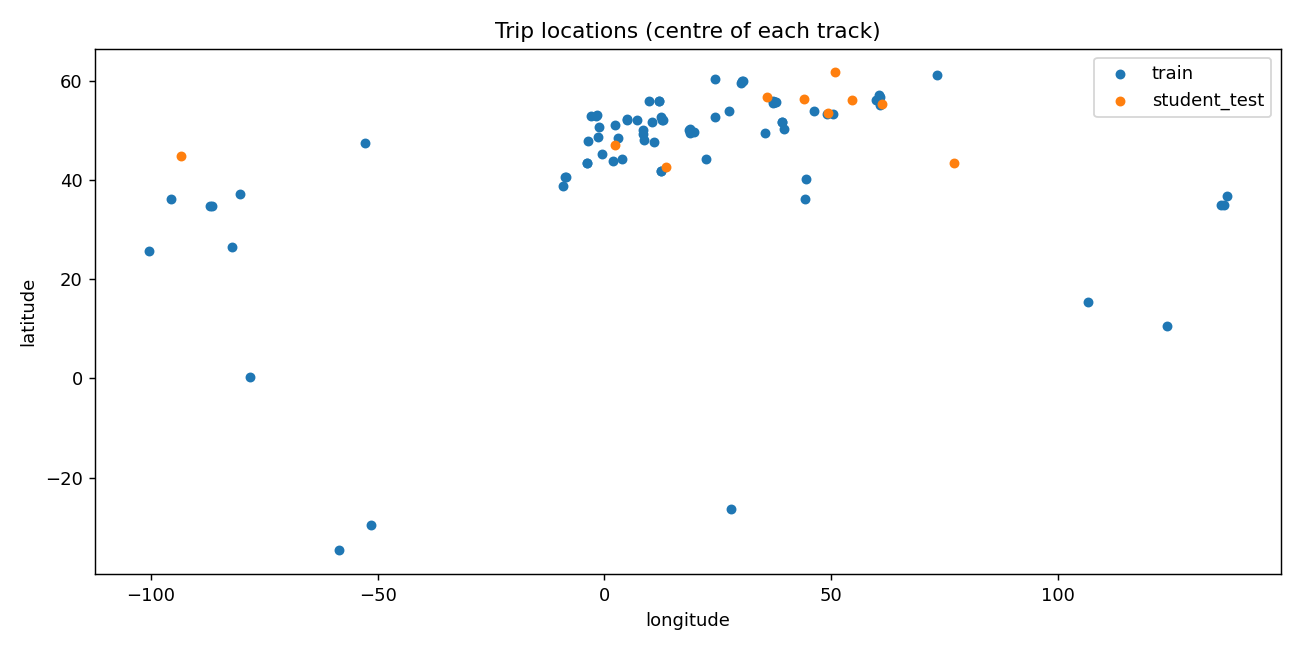 Trip locations (centre of each track)
train
student_test
60
40
20
0
−20
latitude
−100
−50
0
50
100
longitude